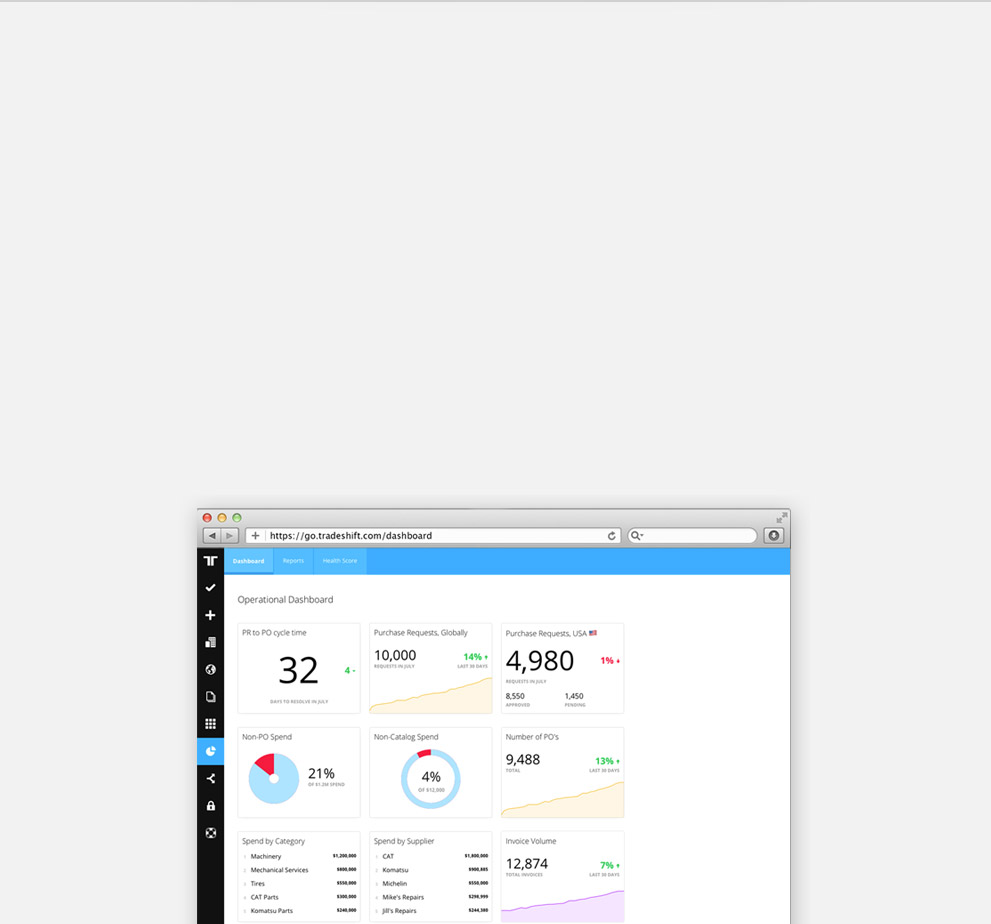 https://go.tradeshift.com/dashboard
Dashboard Reports Health Score
Operational Dashboard
PR to PO cycle time
32
4
DAYS TO RESOLVE IN JULY
Purchase Requests, Globally
10,000
REQUESTS IN JULY
14%
LAST 30 DAYS
Purchase Requests, USA
4,980
1%
REQUESTS IN JULY
8,550
APPROVED
1,450
PENDING
Non-PO Spend
21%
OF $1.2M SPEND
Non-Catalog Spend
4%
OF $12,000
Number of PO's
9,488
TOTAL
13%
LAST 30 DAYS
Spend by Category
Machinery $1,200,000
Mechanical Services $800,000
Tires $550,000
CAT Parts $300,000
Komatsu Parts $240,000
Spend by Supplier
CAT $1,800,000
Komatsu
Michelin $550,000
Mike's Repairs $298,999
Jill's Repairs $244,380
Invoice Volume
12,874
TOTAL INVOICES
7%
LAST 30 DAYS